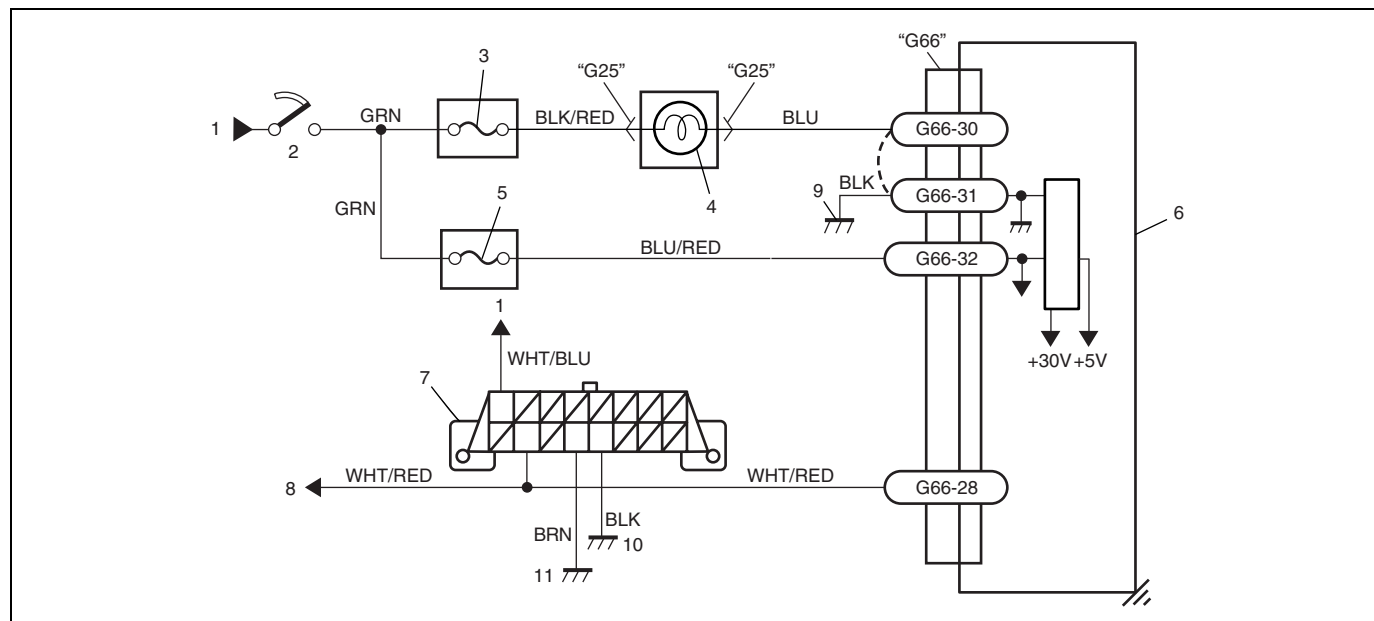 "G66"
3
"G25"
"G25"
GRN
BLK/RED
BLU
G66-30
1
2
4
BLK
9
G66-31
5
6
GRN
BLU/RED
G66-32
1
+30V +5V
WHT/BLU
7
WHT/RED
WHT/RED
8
G66-28
BLK
BRN
10
11